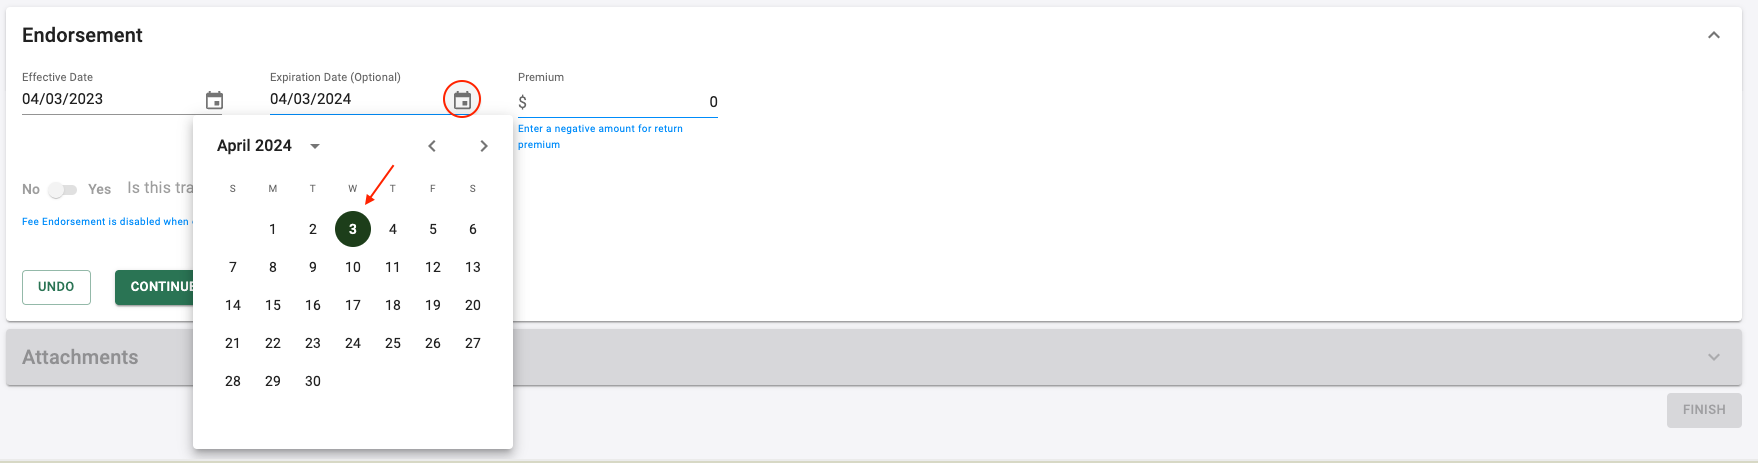 Endorsement
Effective Date
04/03/2023
Expiration Date (Optional)
04/03/2024
Premium
$ 0
Enter a negative amount for return
premium
April 2024
S M T W T F S
1 2 3 4 5 6
7 8 9 10 11 12 13
14 15 16 17 18 19 20
21 22 23 24 25 26 27
28 29 30
No Yes Is this tra
Fee Endorsement is disabled when
UNDO
CONTINUE
Attachments
FINISH